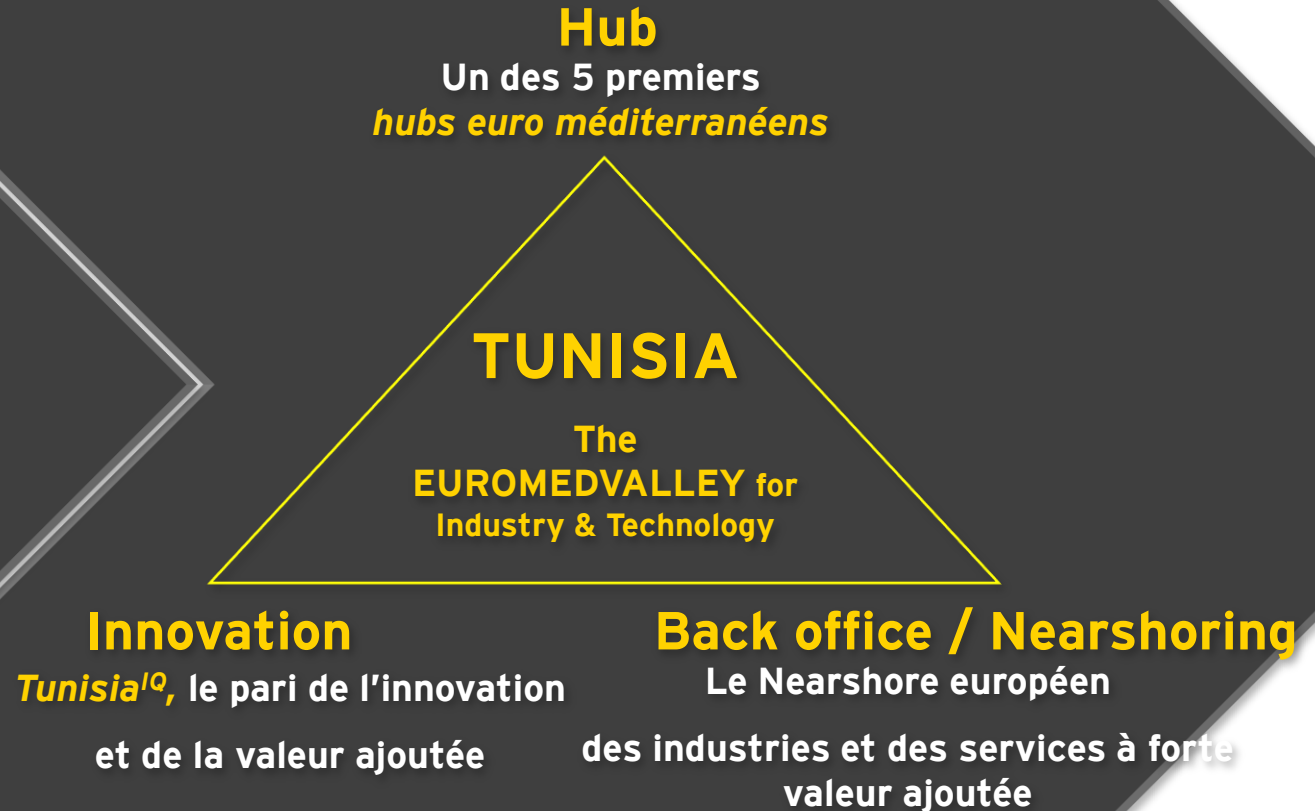 Hub
Un des 5 premiers
hubs euro méditerranéens
TUNISIA
The
EUROMEDVALLEY for
Industry & Technology
Innovation
Tunisia^IQ, le pari de l'innovation
et de la valeur ajoutée
Back office / Nearshoring
Le Nearshore européen
des industries et des services à forte
valeur ajoutée